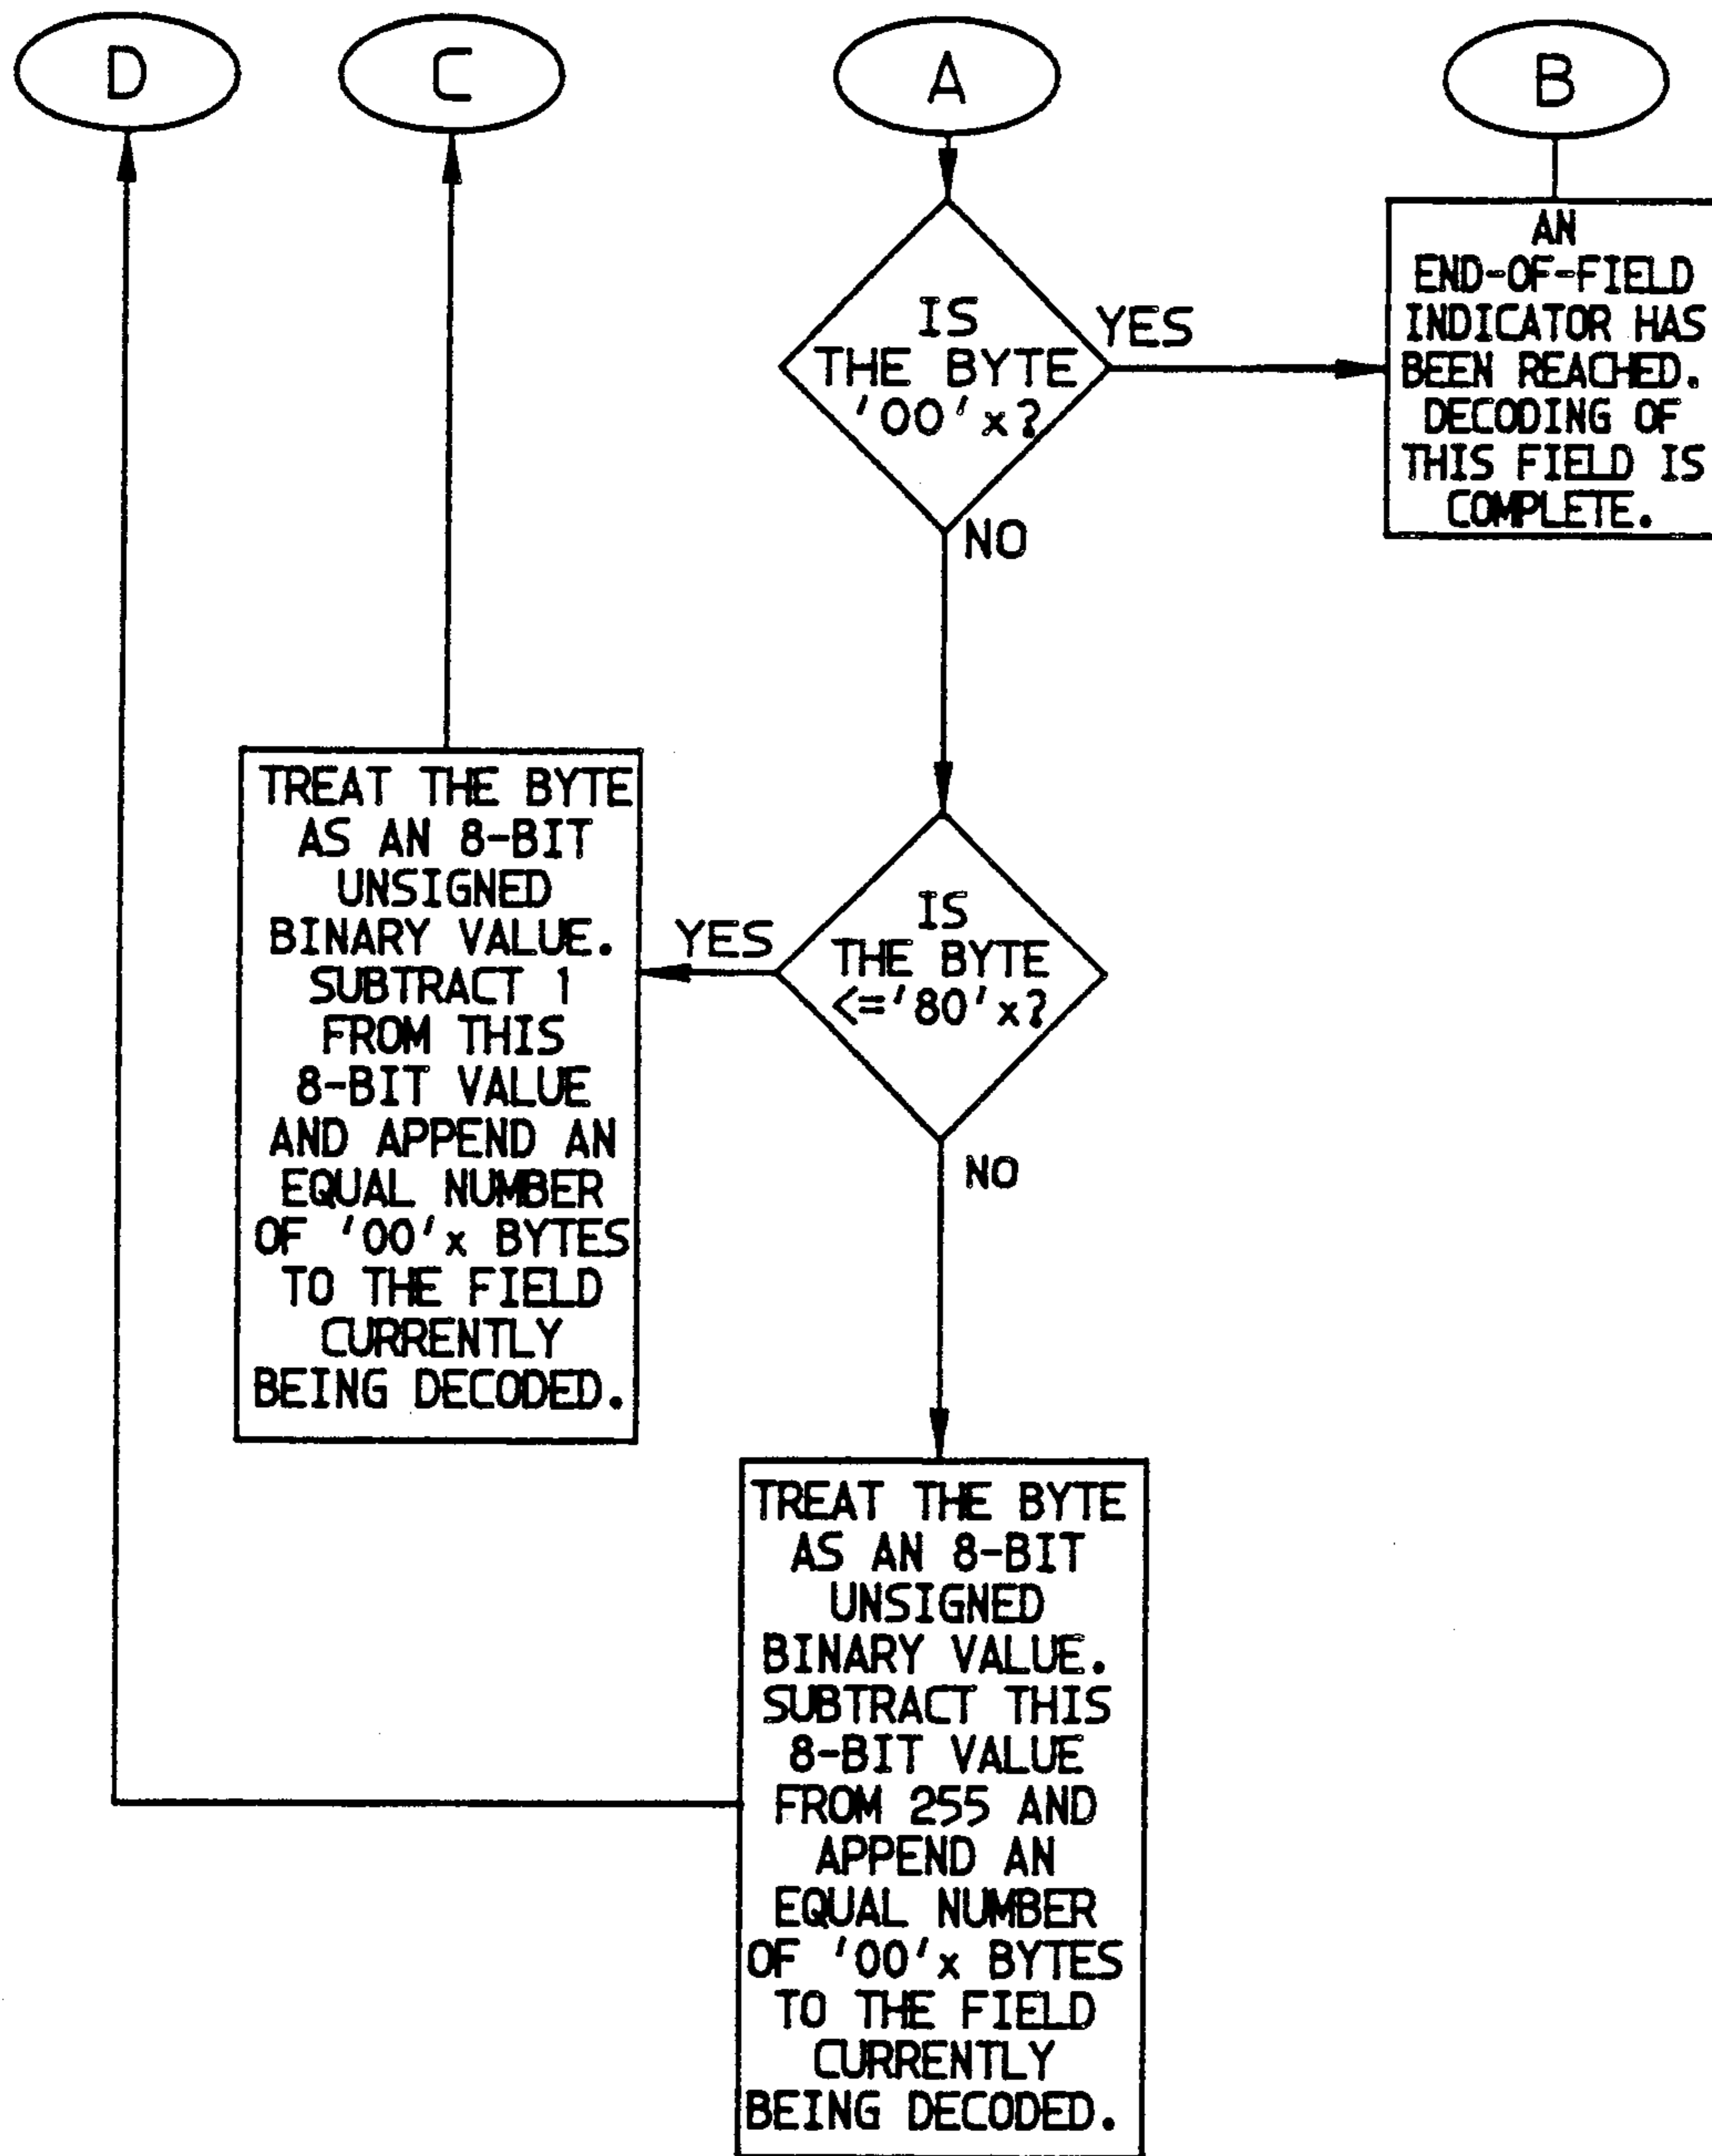 D
C
A
B
IS
THE BYTE
'00'x?
YES
NO
AN
END-OF-FIELD
INDICATOR HAS
BEEN REACHED.
DECODING OF
THIS FIELD IS
COMPLETE.
IS
THE BYTE
<='80'x?
YES
NO
TREAT THE BYTE
AS AN 8-BIT
UNSIGNED
BINARY VALUE.
SUBTRACT 1
FROM THIS
8-BIT VALUE
AND APPEND AN
EQUAL NUMBER
OF '00'x BYTES
TO THE FIELD
CURRENTLY
BEING DECODED.
TREAT THE BYTE
AS AN 8-BIT
UNSIGNED
BINARY VALUE.
SUBTRACT THIS
8-BIT VALUE
FROM 255 AND
APPEND AN
EQUAL NUMBER
OF '00'x BYTES
TO THE FIELD
CURRENTLY
BEING DECODED.